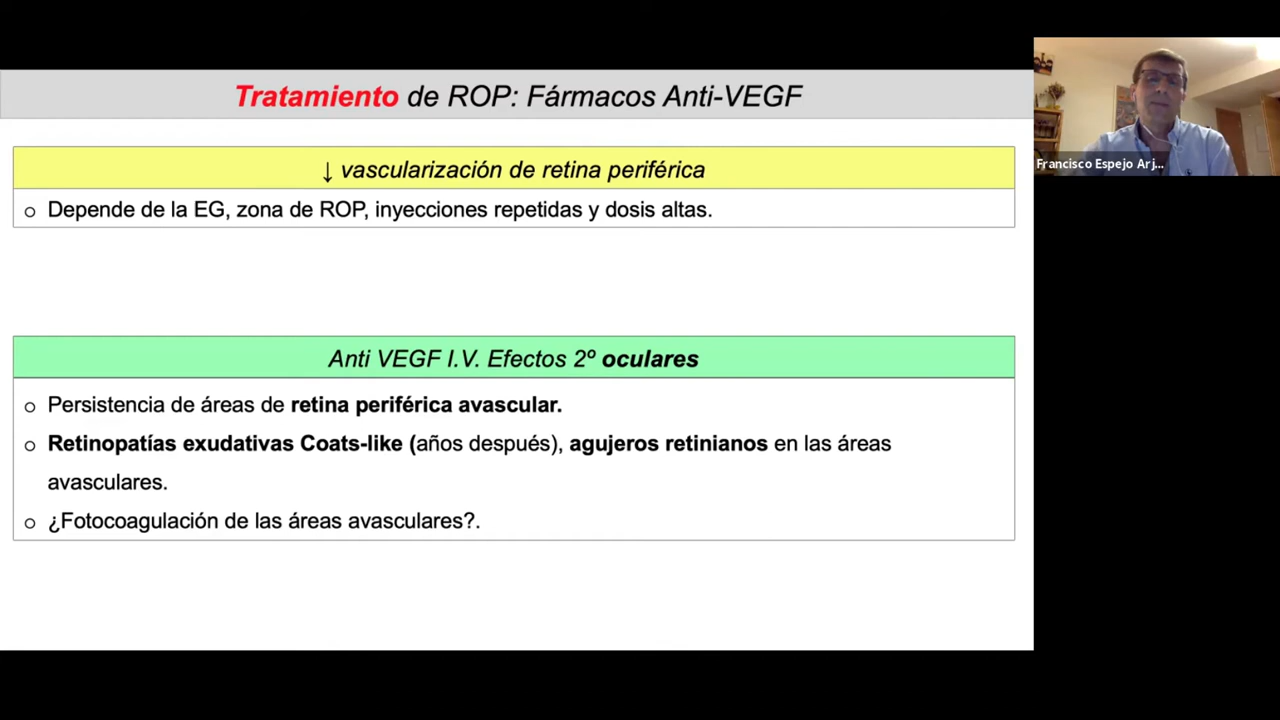 Tratamiento de ROP: Fármacos Anti-VEGF
↓ vascularización de retina periférica
o Depende de la EG, zona de ROP, inyecciones repetidas y dosis altas.
Anti VEGF I.V. Efectos 2º oculares
o Persistencia de áreas de retina periférica avascular.
o Retinopatías exudativas Coats-like (años después), agujeros retinianos en las áreas
avasculares.
o ¿Fotocoagulación de las áreas avasculares?.
Francisco Espejo Arj...